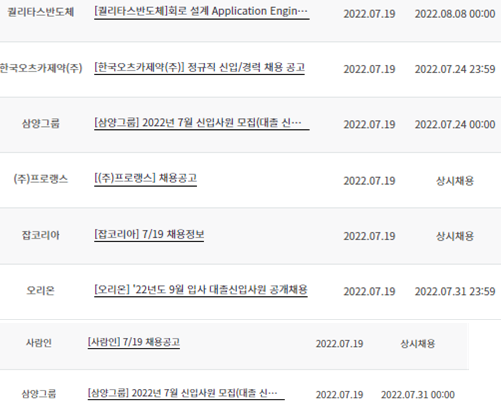 퀄리타스반도체 [퀄리타스반도체]회로 설계 Application Engin… 2022.07.19 2022.08.08 00:00
한국오츠카제약(주) [한국오츠카제약(주)] 정규직 신입/경력 채용 공고 2022.07.19 2022.07.24 23:59
삼양그룹 [삼양그룹] 2022년 7월 신입사원 모집(대졸 신… 2022.07.19 2022.07.24 00:00
(주)프로랭스 [(주)프로랭스] 채용공고 2022.07.19 상시채용
잡코리아 [잡코리아] 7/19 채용정보 2022.07.19 상시채용
오리온 [오리온] '22년도 9월 입사 대졸신입사원 공개채용 2022.07.19 2022.07.31 23:59
사람인 [사람인] 7/19 채용공고 2022.07.19 상시채용
삼양그룹 [삼양그룹] 2022년 7월 신입사원 모집(대졸 신… 2022.07.19 2022.07.31 00:00